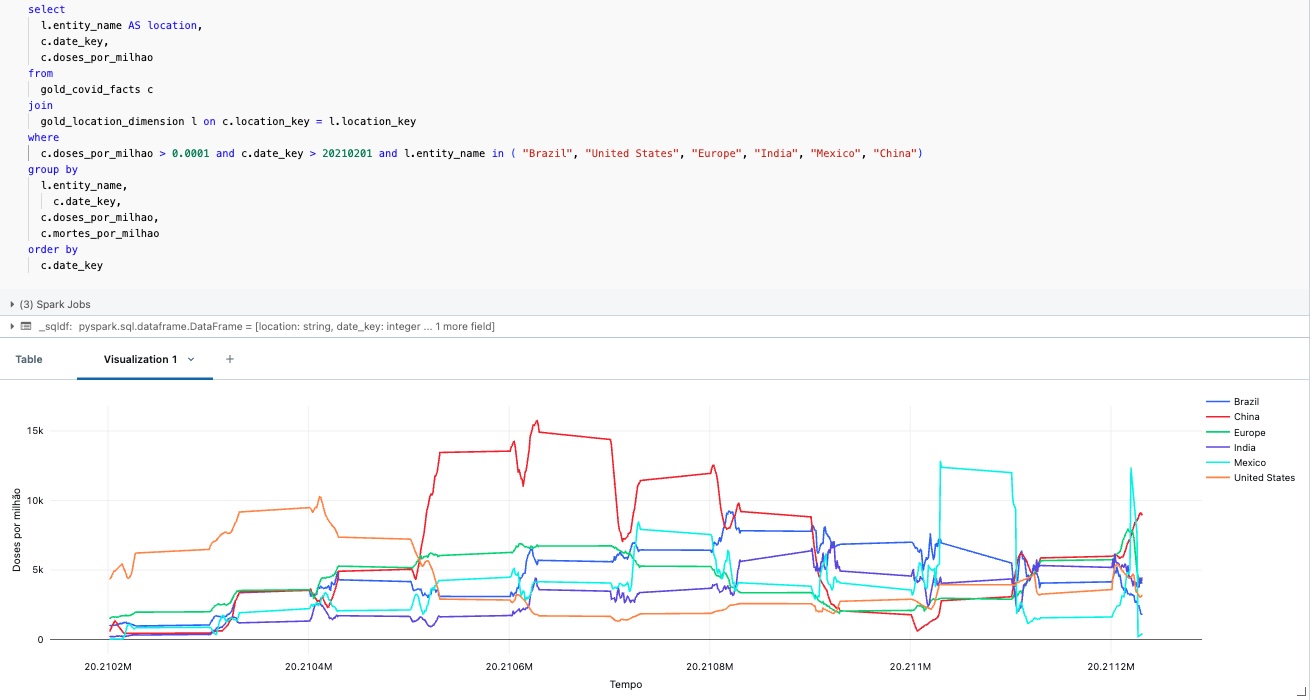 select
l.entity_name AS location,
c.date_key,
c.doses_por_milhao
from
gold_covid_facts c
join
gold_location_dimension l on c.location_key = l.location_key
where
c.doses_por_milhao > 0.0001 and c.date_key > 20210201 and l.entity_name in ( "Brazil", "United States", "Europe", "India", "Mexico", "China")
group by
l.entity_name,
c.date_key,
c.doses_por_milhao,
c.mortes_por_milhao
order by
c.date_key
(3) Spark Jobs
_sqldf: pyspark.sql.dataframe.DataFrame = [location: string, date_key: integer ... 1 more field]
Table
Visualization 1
+
Doses por milhão
15k
10k
5k
0
20.2102M
20.2104M
20.2106M
20.2108M
20.211M
20.2112M
Tempo
Brazil
China
Europe
India
Mexico
United States